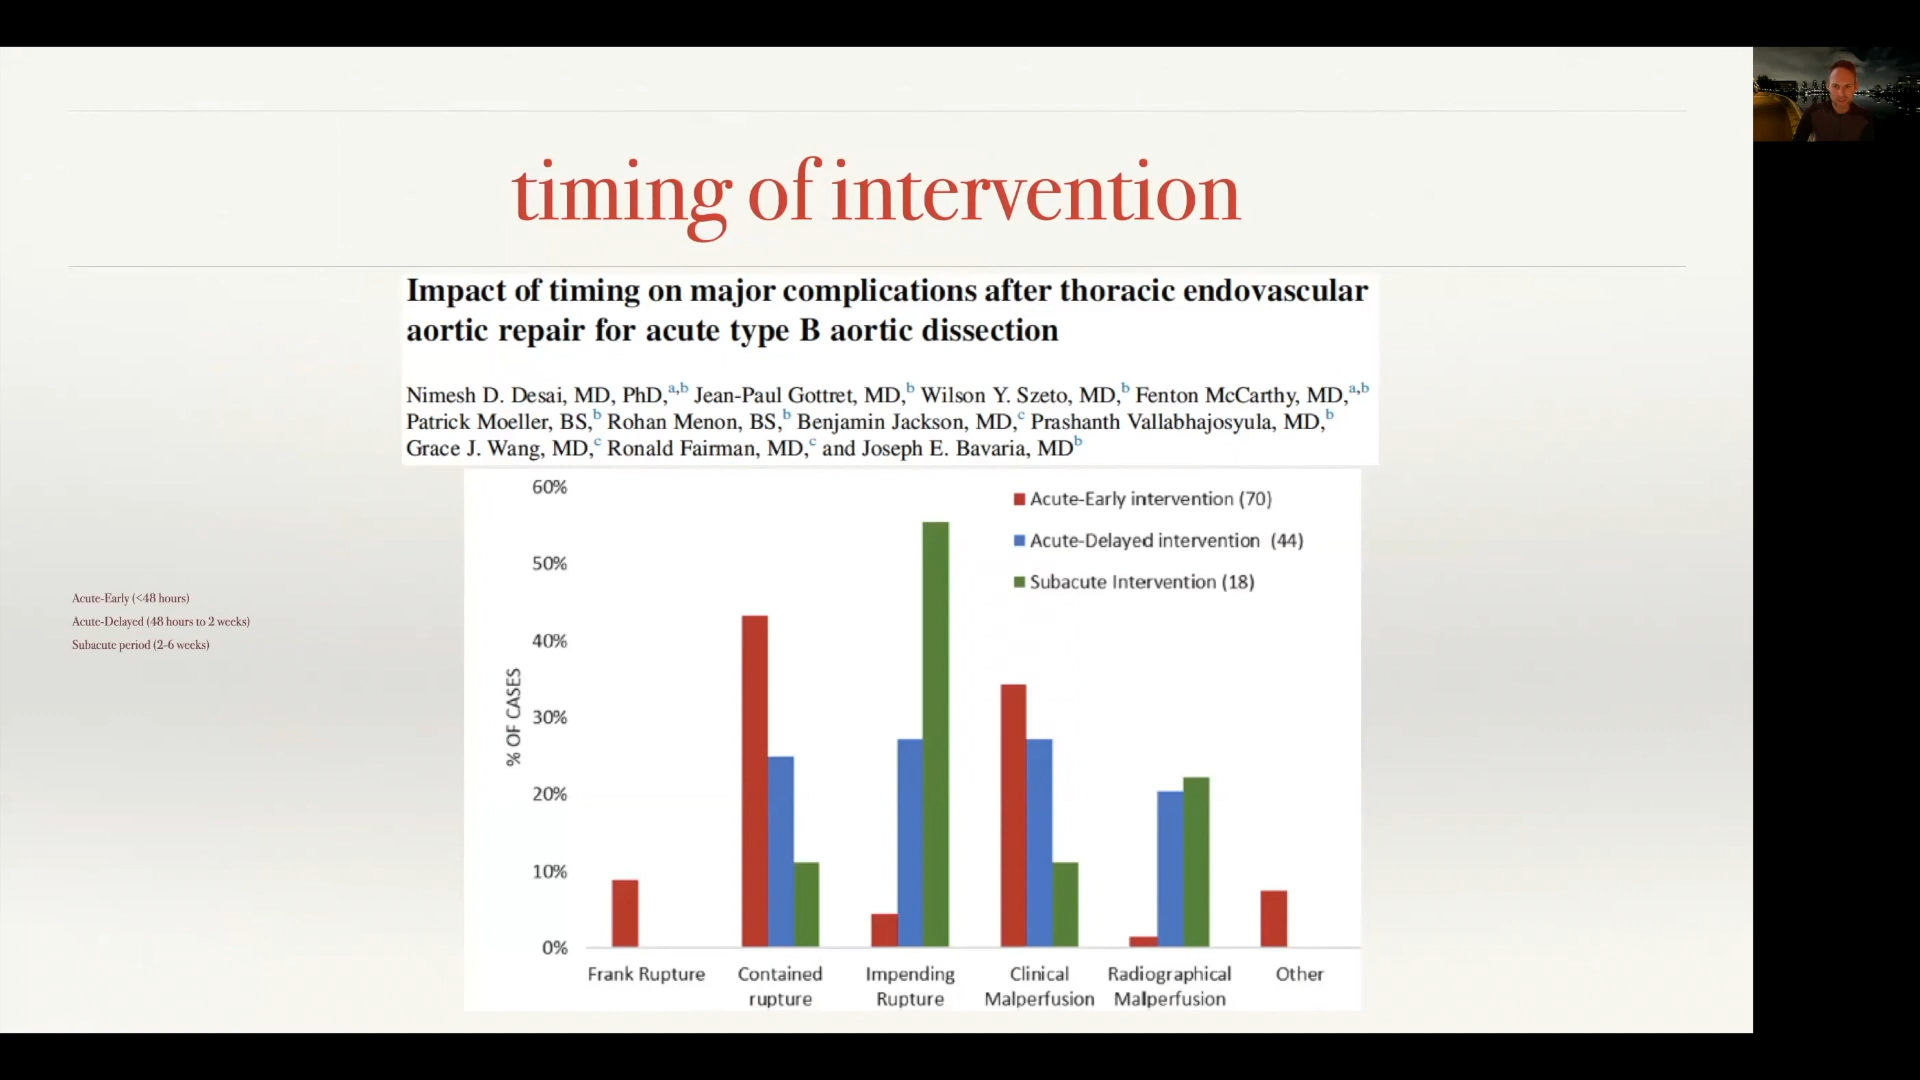 timing of intervention
Impact of timing on major complications after thoracic endovascular
aortic repair for acute type B aortic dissection
Nimesh D. Desai, MD, PhD,a,b Jean-Paul Gottret, MD,b Wilson Y. Szeto, MD,b Fenton McCarthy, MD,a,b
Patrick Moeller, BS,b Rohan Menon, BS,b Benjamin Jackson, MD,c Prashanth Vallabhajosyula, MD,b
Grace J. Wang, MD,c Ronald Fairman, MD,c and Joseph E. Bavaria, MDb
Acute-Early (<48 hours)
Acute-Delayed (48 hours to 2 weeks)
Subacute period (2-6 weeks)
% OF CASES
60%
50%
40%
30%
20%
10%
0%
Acute-Early intervention (70)
Acute-Delayed intervention (44)
Subacute Intervention (18)
Frank Rupture
Contained
rupture
Impending
Rupture
Clinical
Malperfusion
Radiographical
Malperfusion
Other